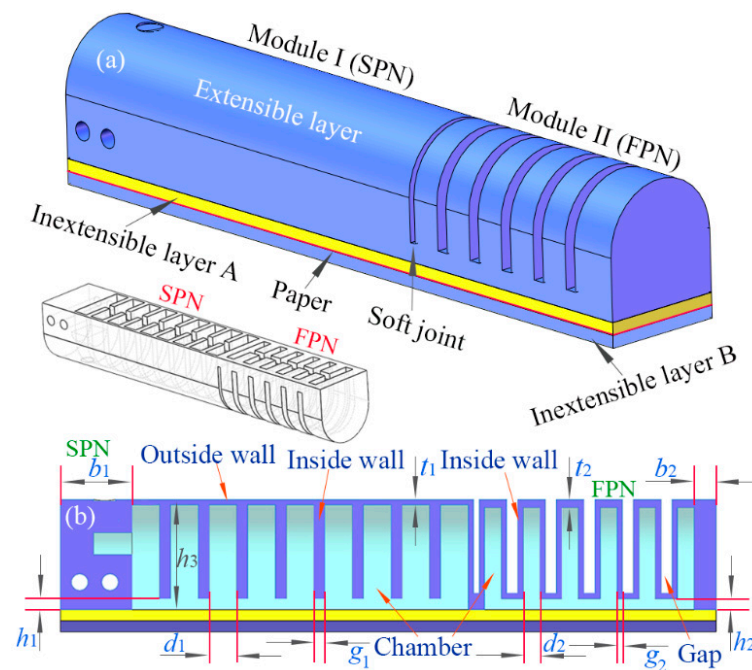 (a)
Module I (SPN)
Extensible layer
Module II (FPN)
Inextensible layer A
Paper
Soft joint
Inextensible layer B
SPN
FPN
SPN
b1
Outside wall
Inside wall
t1
Inside wall
t2
FPN
b2
(b)
h3
h1
d1
g1
Chamber
d2
g2
Gap
h2